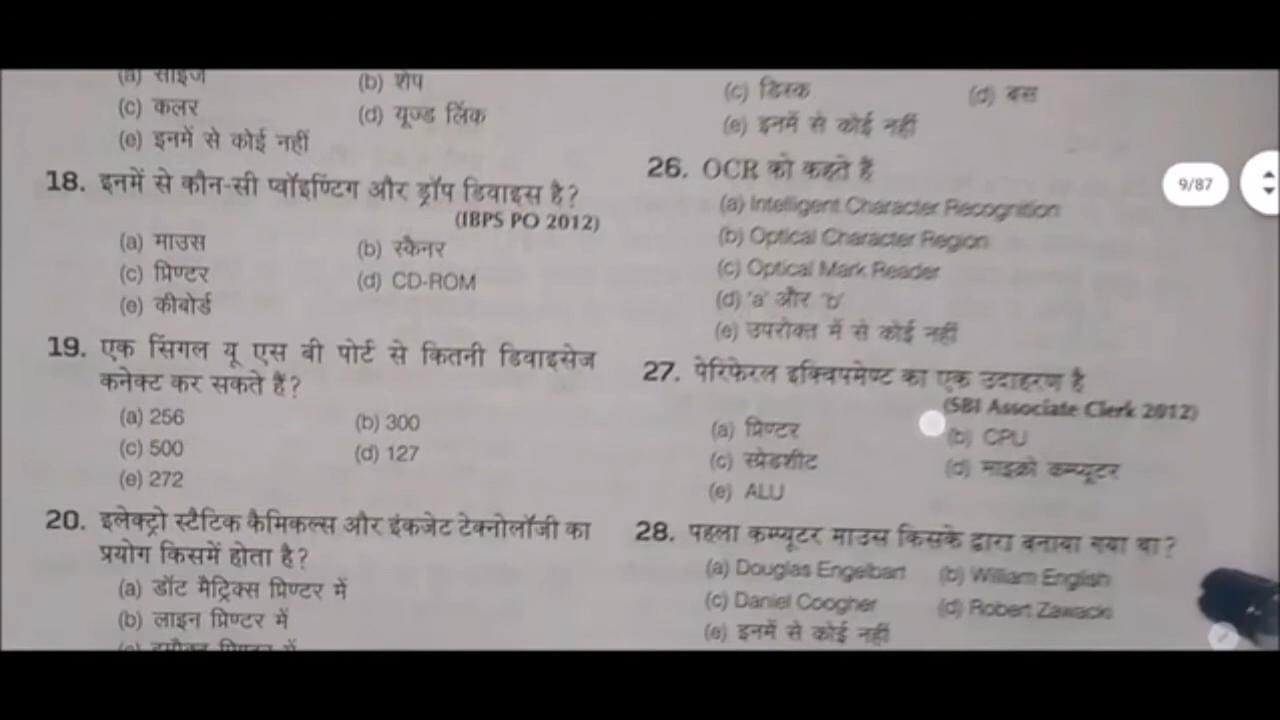 (a) साइज
(b) शेप
(c) कलर
(d) यूज्ड लिंक
(e) इनमें से कोई नहीं
18. इनमें से कौन-सी प्वॉइण्टिग और ड्रॉप डिवाइस है?
(IBPS PO 2012)
(a) माउस
(b) स्कैनर
(c) प्रिण्टर
(d) CD-ROM
(e) कीबोर्ड
19. एक सिंगल यू एस बी पोर्ट से कितनी डिवाइसेज
कनेक्ट कर सकते हैं?
(a) 256
(b) 300
(c) 500
(d) 127
(e) 272
20. इलेक्ट्रो स्टैटिक कैमिकल्स और इंकजेट टेक्नोलॉजी का
प्रयोग किसमें होता है?
(a) डॉट मैट्रिक्स प्रिण्टर में
(b) लाइन प्रिण्टर में
(c) डिस्क
(d) बस
(e) इनमें से कोई नहीं
26. OCR को कहते हैं
(a) Intelligent Character Recognition
(b) Optical Character Region
(c) Optical Mark Reader
(d) 'a' और 'b'
(e) उपरोक्त में से कोई नहीं
27. पेरिफेरल इक्विपमेण्ट का एक उदाहरण है
(SBI Associate Clerk 2012)
(a) प्रिण्टर
(b) CPU
(c) स्प्रेडशीट
(d) माइक्रो कम्प्यूटर
(e) ALU
28. पहला कम्प्यूटर माउस किसके द्वारा बनाया गया था?
(a) Douglas Engelbart
(b) William English
(c) Daniel Coogher
(d) Robert Zawacki
(e) इनमें से कोई नहीं
9/87